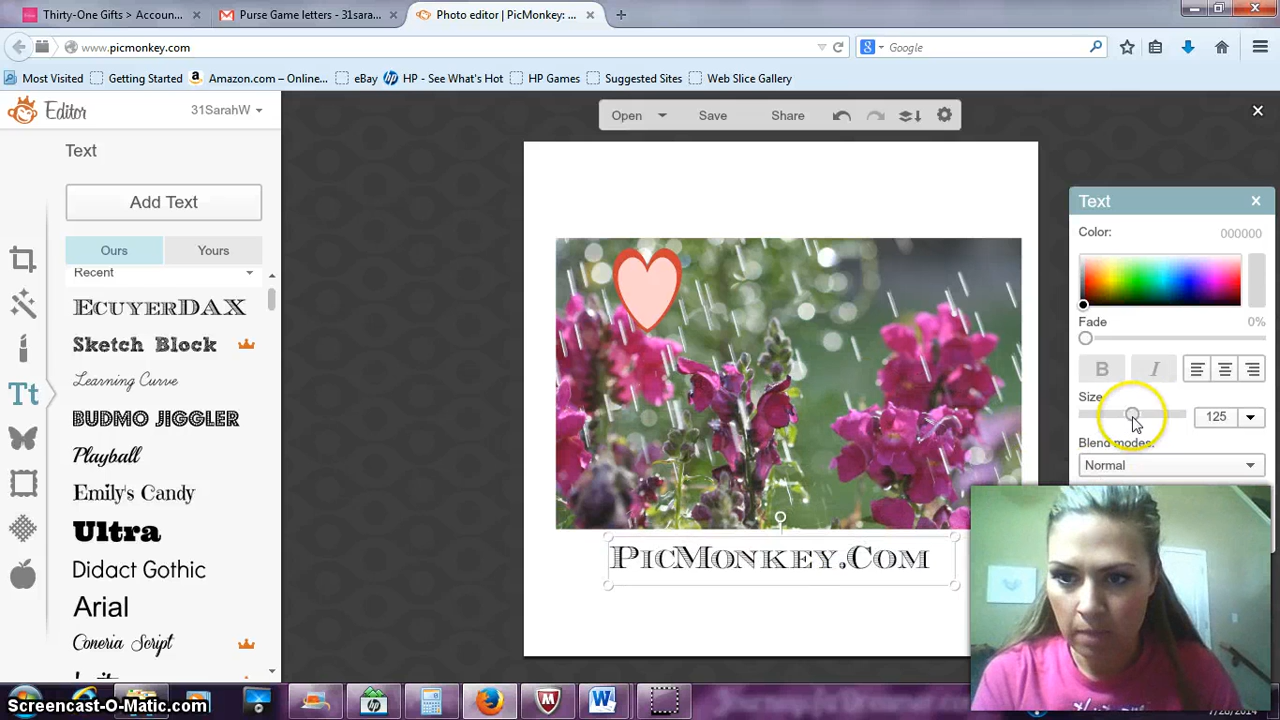 Thirty-One Gifts > Accoun...
Purse Game letters - 31sara...
Photo editor | PicMonkey: ...
www.picmonkey.com
Google
Most Visited
Getting Started
Amazon.com – Online...
eBay
HP - See What's Hot
HP Games
Suggested Sites
Web Slice Gallery
Editor
31SarahW
Open
Save
Share
Text
Add Text
Ours
Yours
Recent
EcuyerDAX
Sketch Block
Learning Curve
BUDMO JIGGLER
Playball
Emily's Candy
Ultra
Didact Gothic
Arial
Coneria Script
PicMonkey.Com
Text
Color:
000000
Fade
0%
B
I
Size
125
Blend modes:
Normal
Screencast-O-Matic.com
7/28/2014